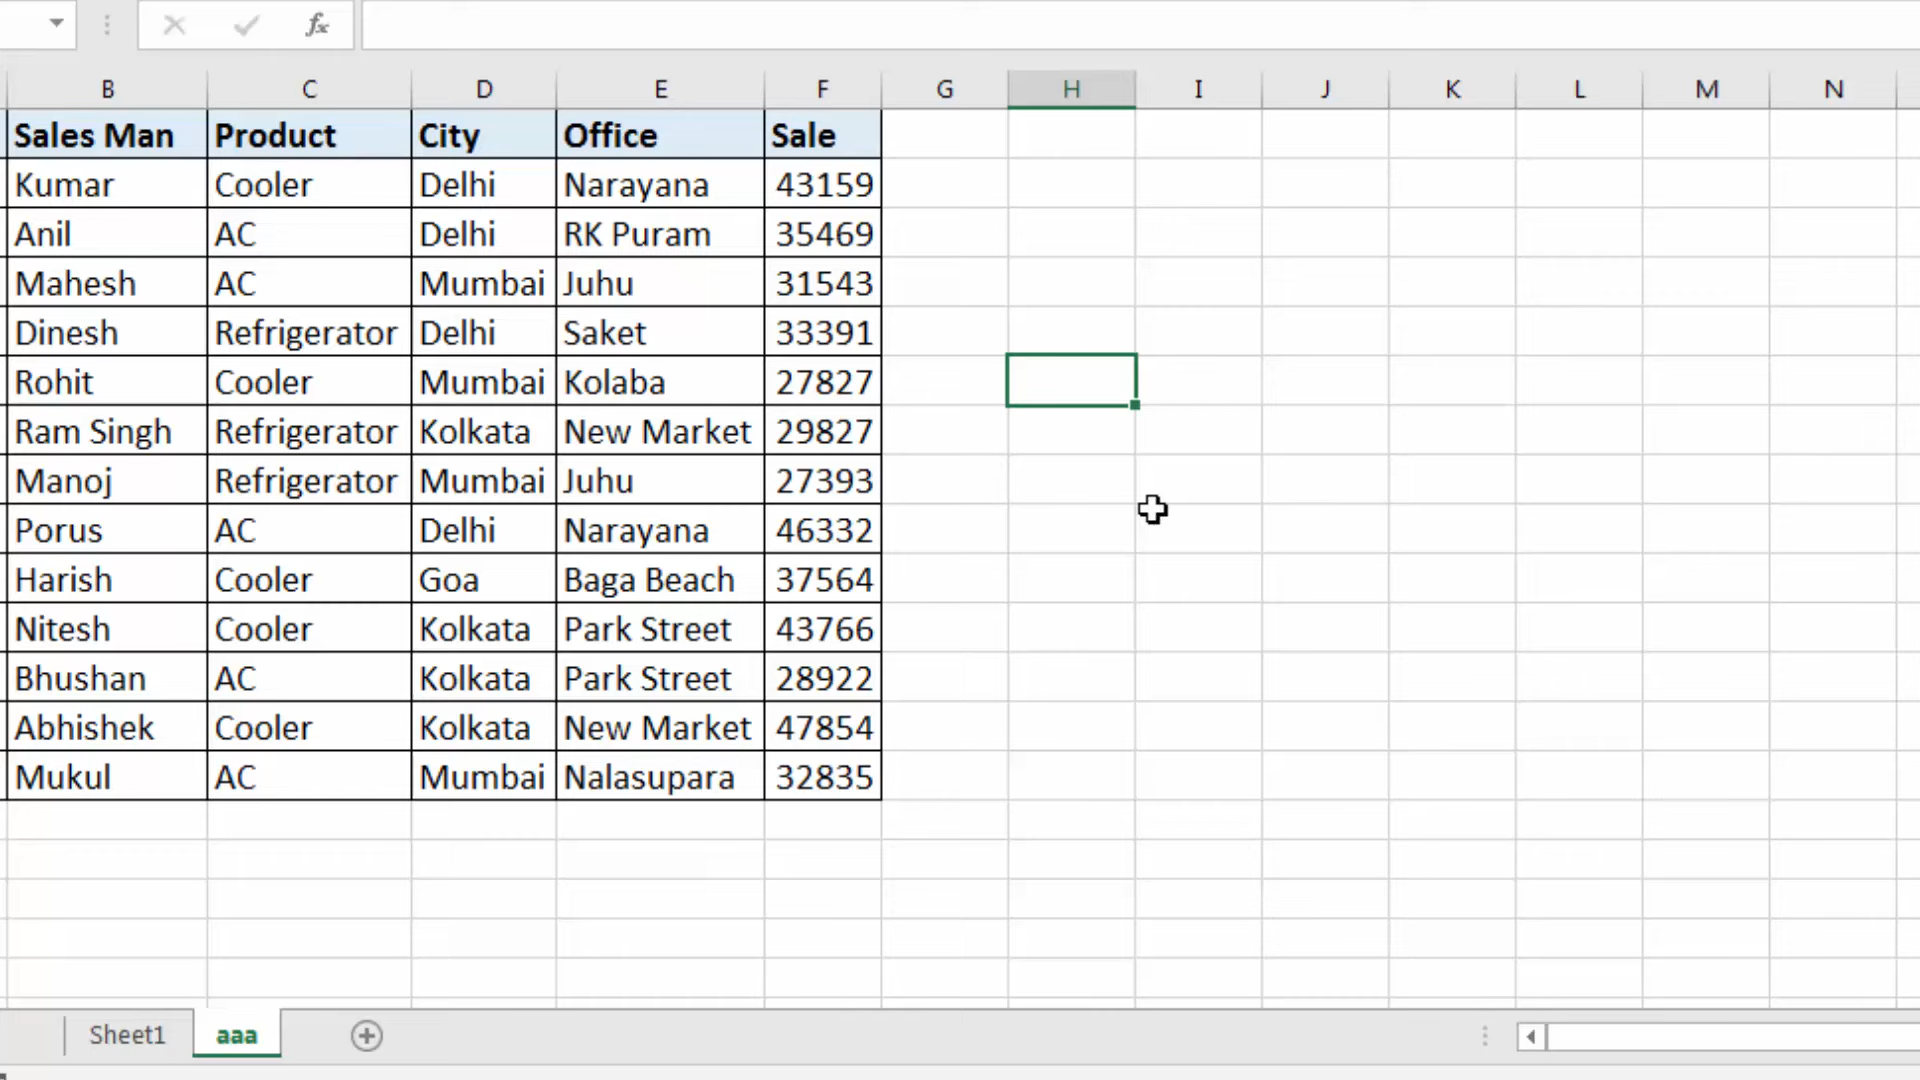 fx
B C D E F G H I J K L M N
Sales Man Product City Office Sale
Kumar Cooler Delhi Narayana 43159
Anil AC Delhi RK Puram 35469
Mahesh AC Mumbai Juhu 31543
Dinesh Refrigerator Delhi Saket 33391
Rohit Cooler Mumbai Kolaba 27827
Ram Singh Refrigerator Kolkata New Market 29827
Manoj Refrigerator Mumbai Juhu 27393
Porus AC Delhi Narayana 46332
Harish Cooler Goa Baga Beach 37564
Nitesh Cooler Kolkata Park Street 43766
Bhushan AC Kolkata Park Street 28922
Abhishek Cooler Kolkata New Market 47854
Mukul AC Mumbai Nalasupara 32835
Sheet1 aaa